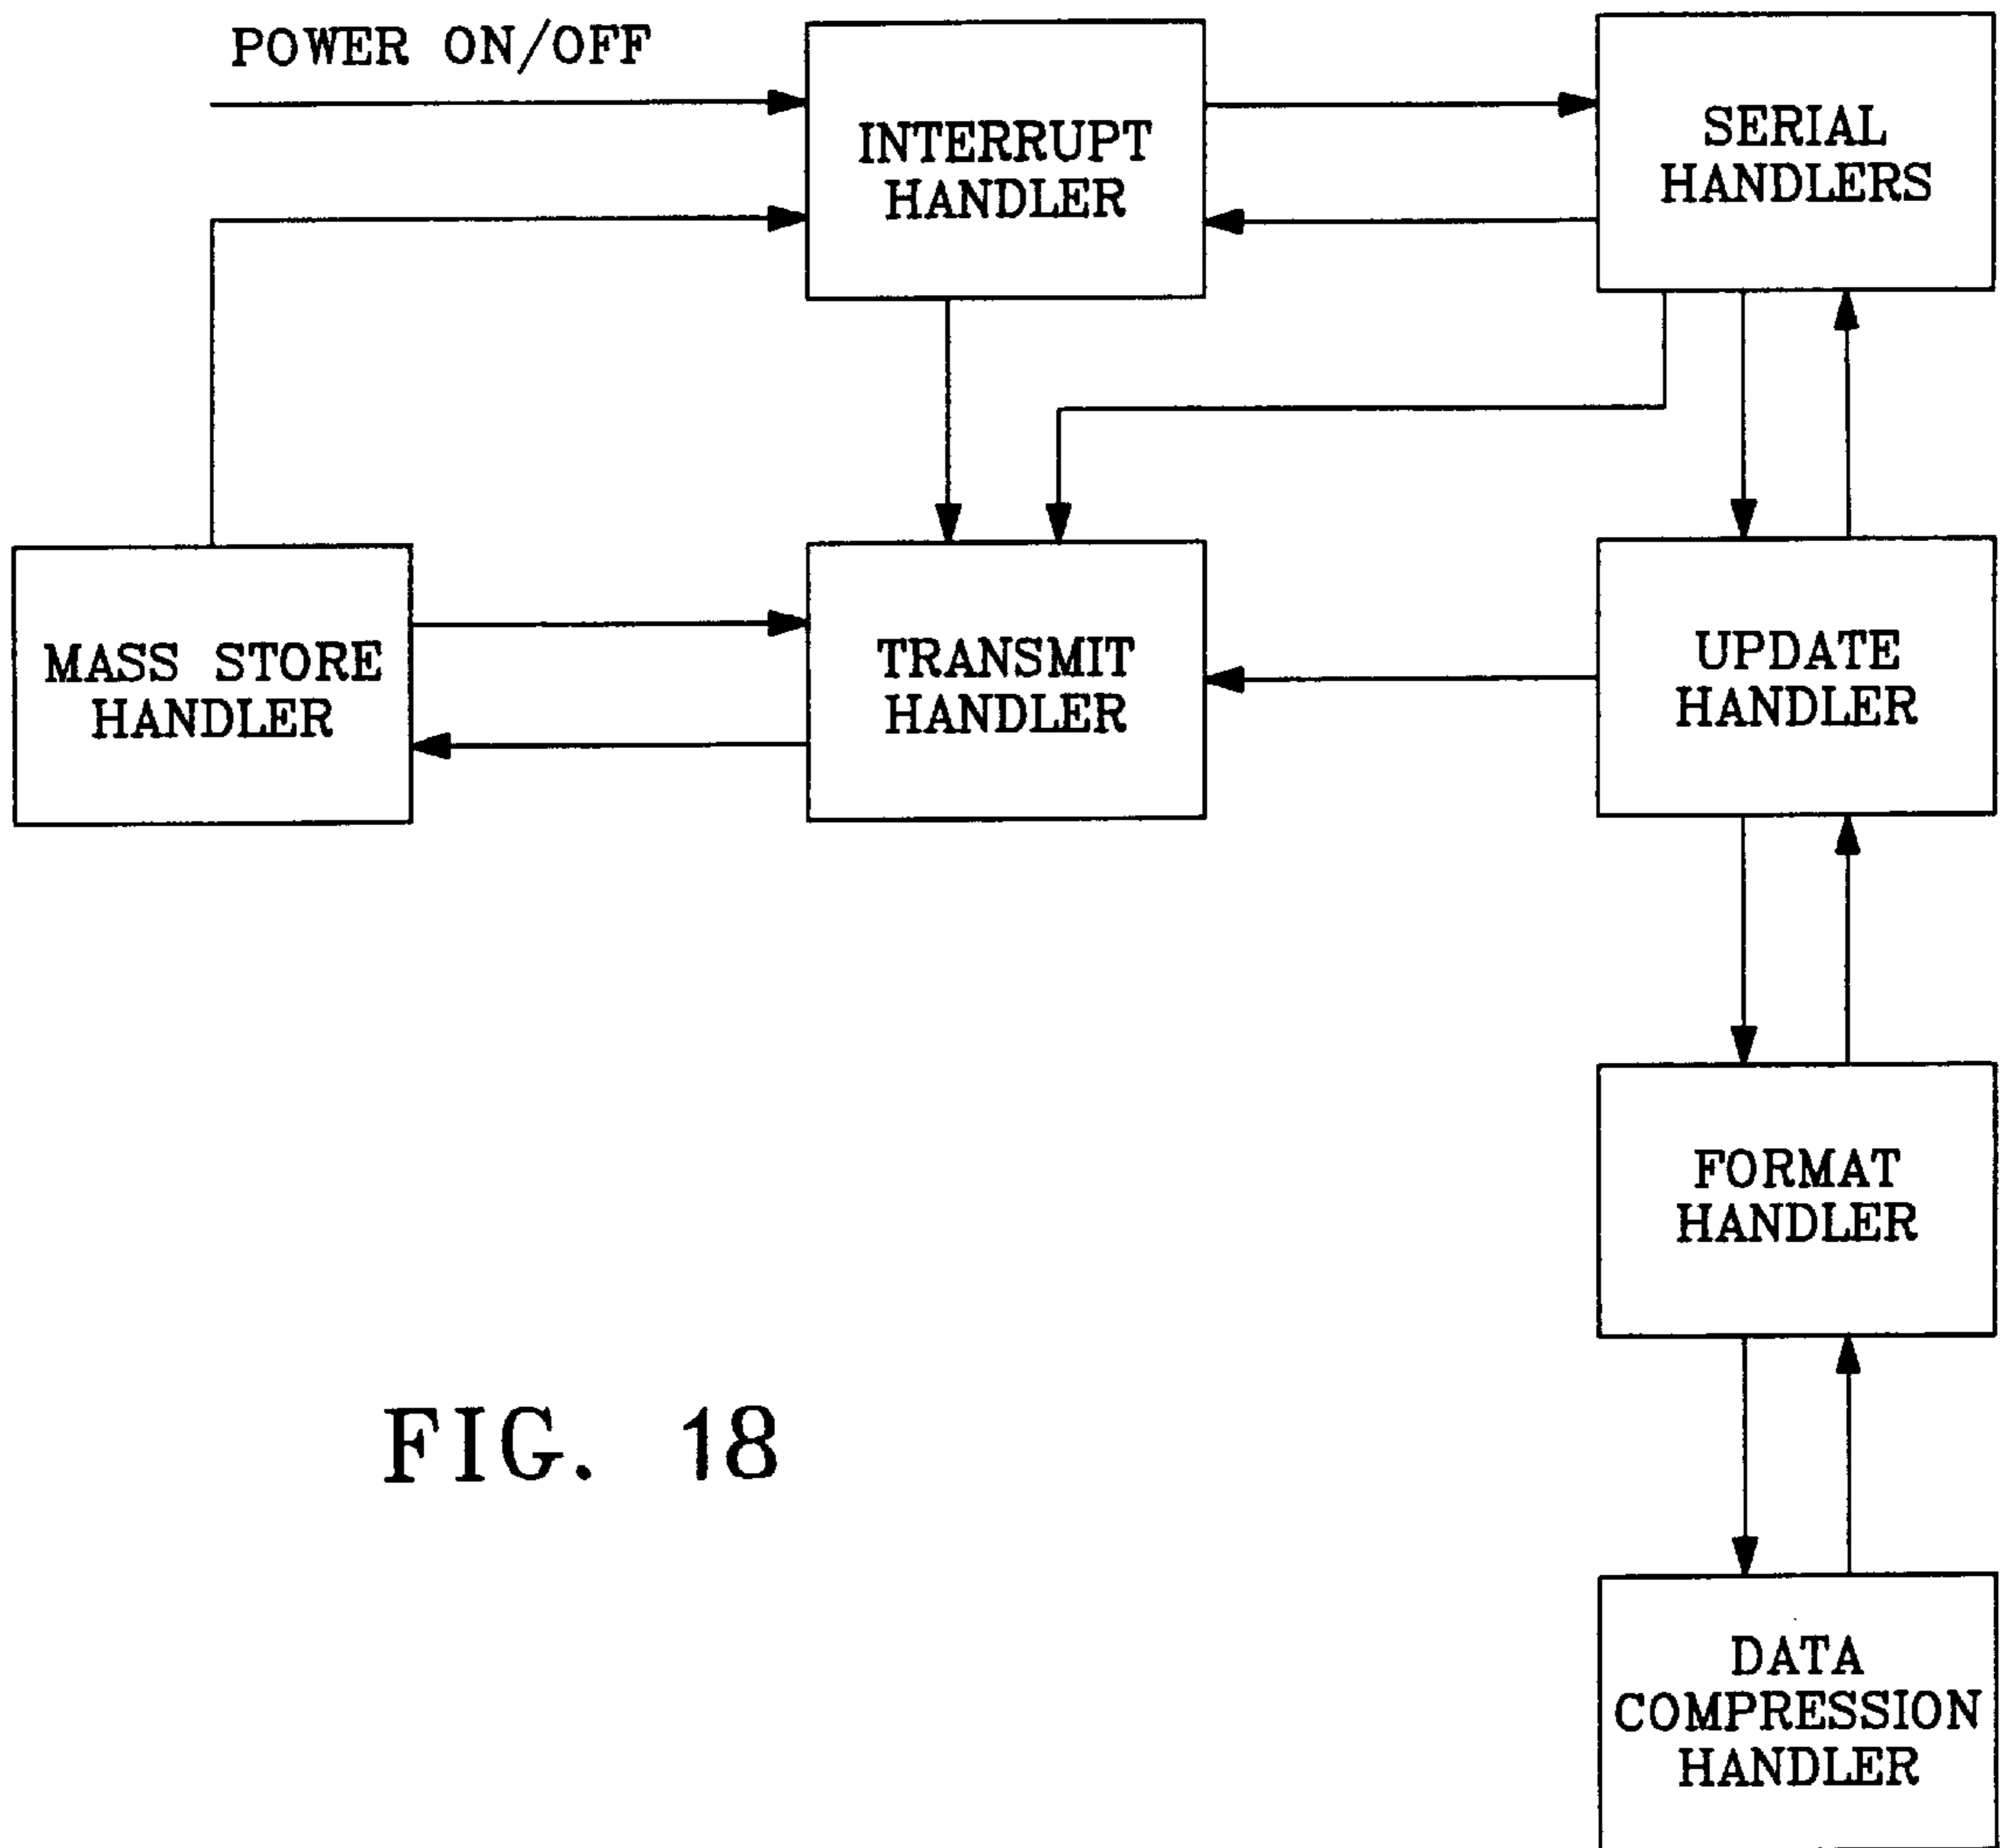 POWER ON/OFF
INTERRUPT
HANDLER
SERIAL
HANDLERS
MASS STORE
HANDLER
TRANSMIT
HANDLER
UPDATE
HANDLER
FORMAT
HANDLER
DATA
COMPRESSION
HANDLER
FIG. 18